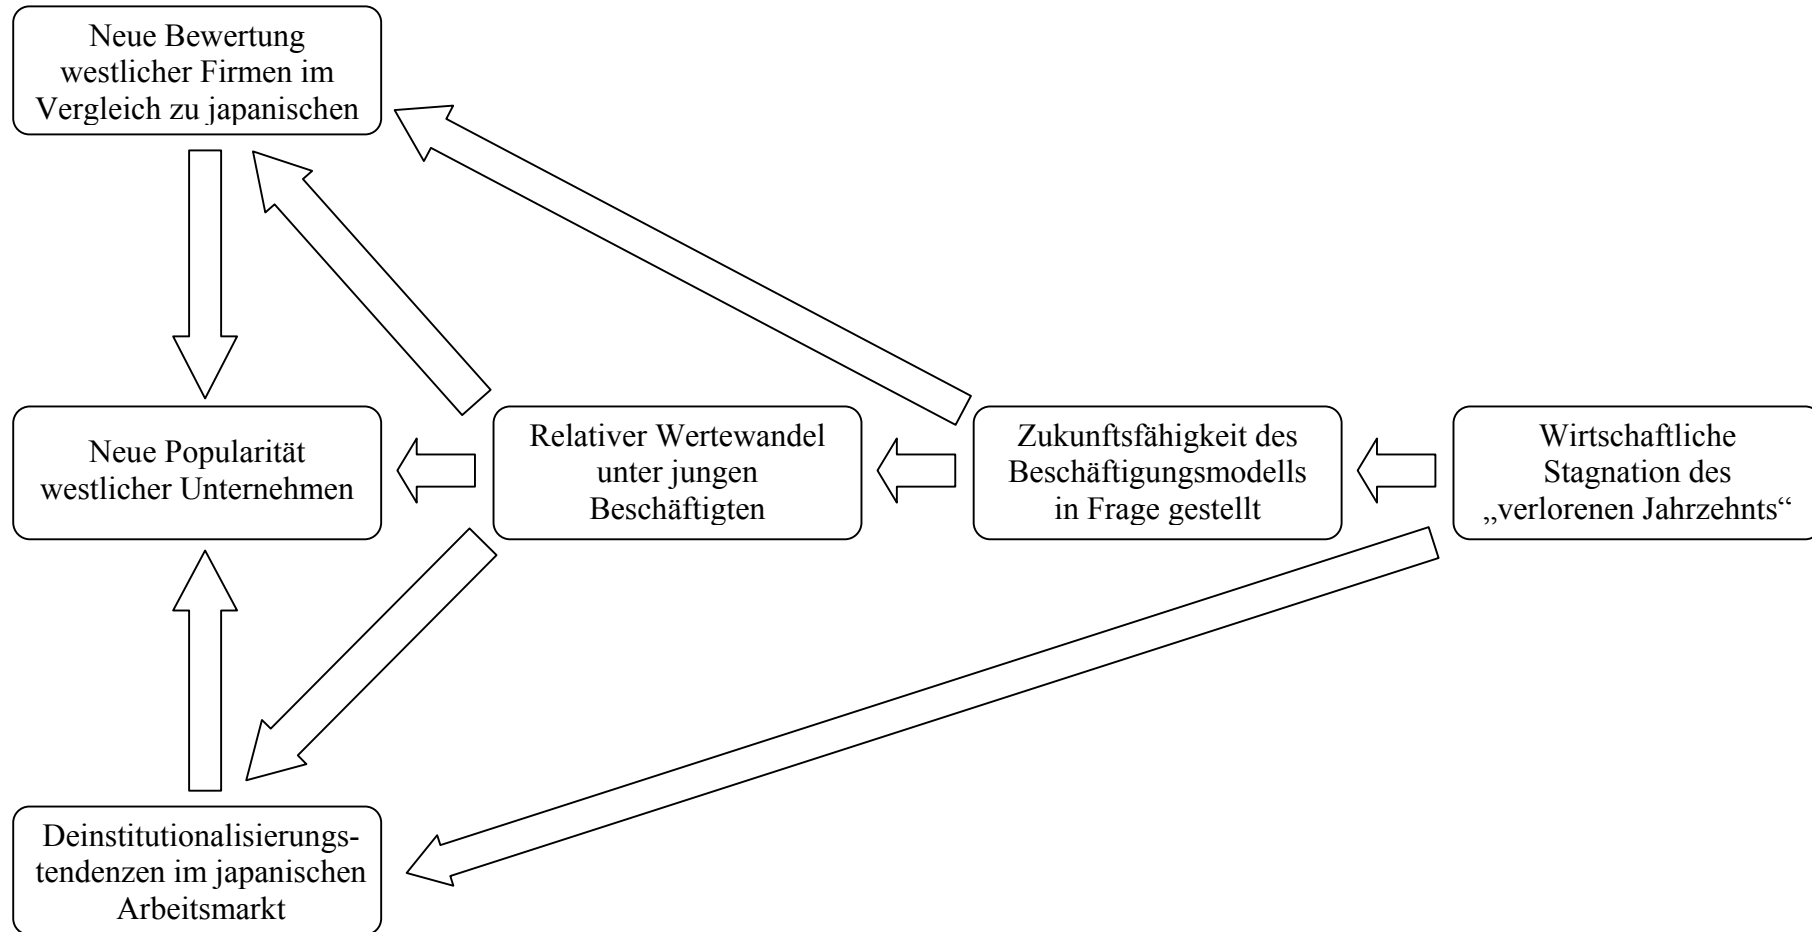 Neue Bewertung
westlicher Firmen im
Vergleich zu japanischen
Neue Popularität
westlicher Unternehmen
Relativer Wertewandel
unter jungen
Beschäftigten
Zukunftsfähigkeit des
Beschäftigungsmodells
in Frage gestellt
Wirtschaftliche
Stagnation des
„verlorenen Jahrzehnts“
Deinstitutionalisierungs-
tendenzen im japanischen
Arbeitsmarkt